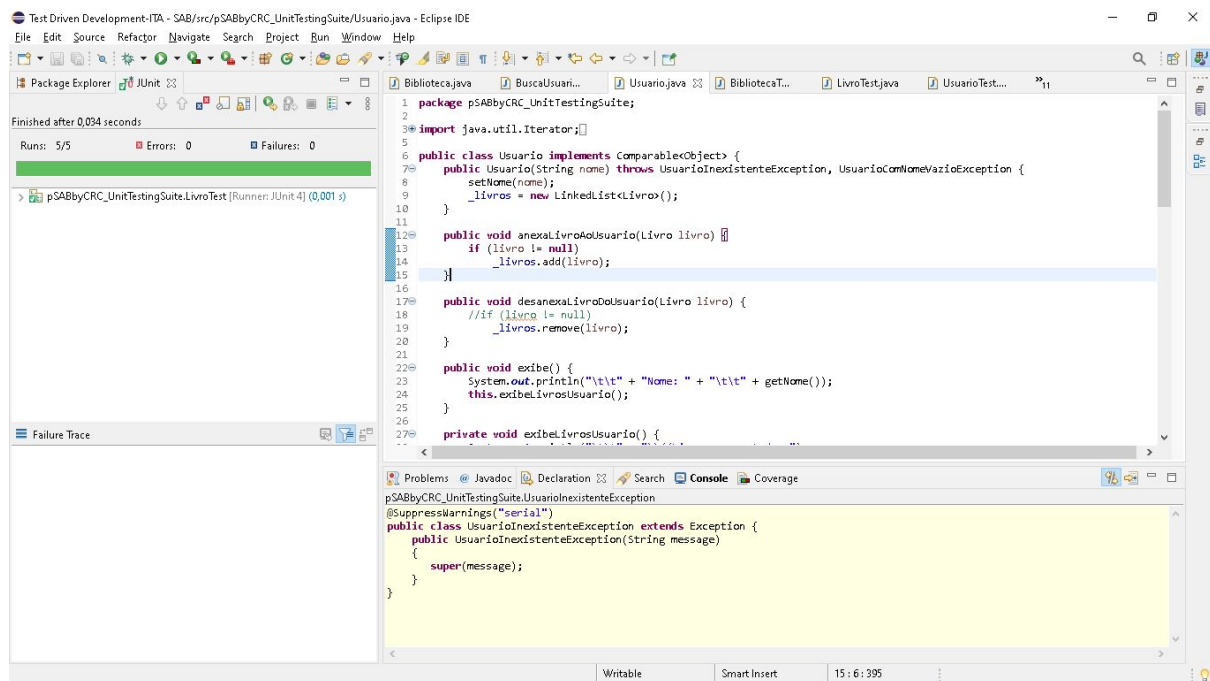 Test Driven Development-ITA - SAB/src/pSABbyCRC_UnitTestingSuite/Usuario.java - Eclipse IDE
File Edit Source Refactor Navigate Search Project Run Window Help
Package Explorer JUnit
Finished after 0,034 seconds
Runs: 5/5 Errors: 0 Failures: 0
pSABbyCRC_UnitTestingSuite.LivroTest [Runner: JUnit 4] (0,001 s)
Failure Trace
Biblioteca.java BuscaUsuari... Usuario.java BibliotecaT... LivroTest.java UsuarioTest.... »11
1 package pSABbyCRC_UnitTestingSuite;
2
3 import java.util.Iterator;
5
6 public class Usuario implements Comparable<Object> {
7 public Usuario(String nome) throws UsuarioInexistenteException, UsuarioComNomeVazioException {
8 setNome(nome);
9 _livros = new LinkedList<Livro>();
10 }
11
12 public void anexaLivroAoUsuario(Livro livro) {
13 if (livro != null)
14 _livros.add(livro);
15 }
16
17 public void desanexaLivroDoUsuario(Livro livro) {
18 //if (livro != null)
19 _livros.remove(livro);
20 }
21
22 public void exibe() {
23 System.out.println("\t\t" + "Nome: " + "\t\t" + getNome());
24 this.exibeLivrosUsuario();
25 }
26
27 private void exibeLivrosUsuario() {
Problems Javadoc Declaration Search Console Coverage
pSABbyCRC_UnitTestingSuite.UsuarioInexistenteException
@SuppressWarnings("serial")
public class UsuarioInexistenteException extends Exception {
public UsuarioInexistenteException(String message)
{
super(message);
}
}
Writable Smart Insert 15 : 6 : 395